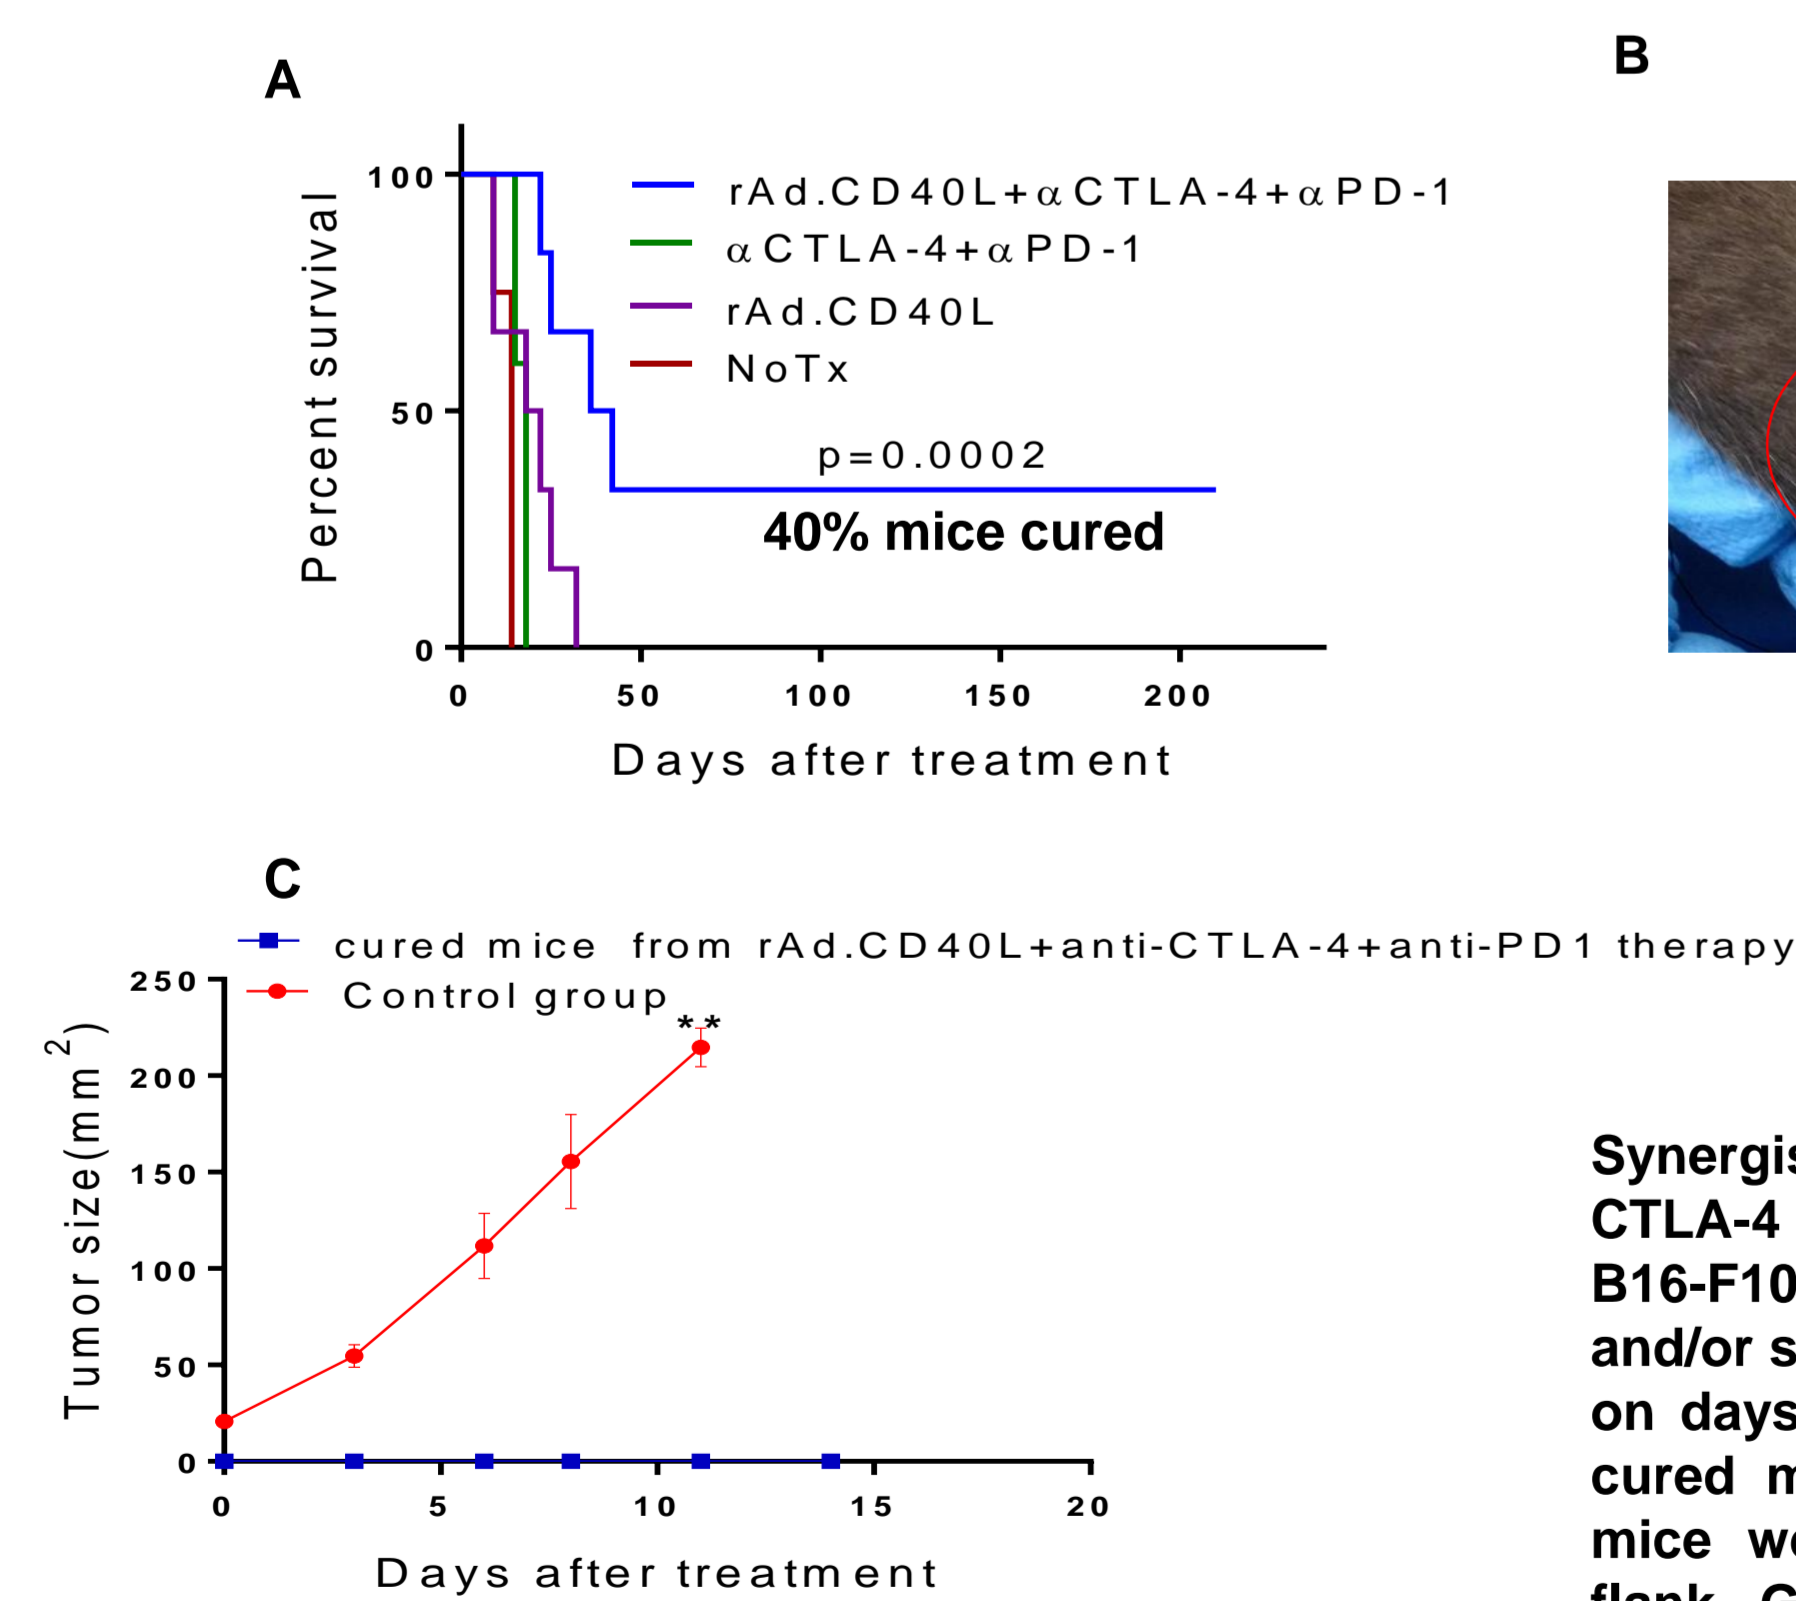 A
B
100
50
0
Percent survival
rAd.CD40L+αCTLA-4+αPD-1
αCTLA-4+αPD-1
rAd.CD40L
NoTx
p=0.0002
40% mice cured
0 50 100 150 200
Days after treatment
C
cured mice from rAd.CD40L+anti-CTLA-4+anti-PD1 therapy
Control group
**
250
200
150
100
50
0
Tumor size(mm²)
0 5 10 15 20
Days after treatment
CTLA-4
B16-F10
and/or
on days
cured
mice